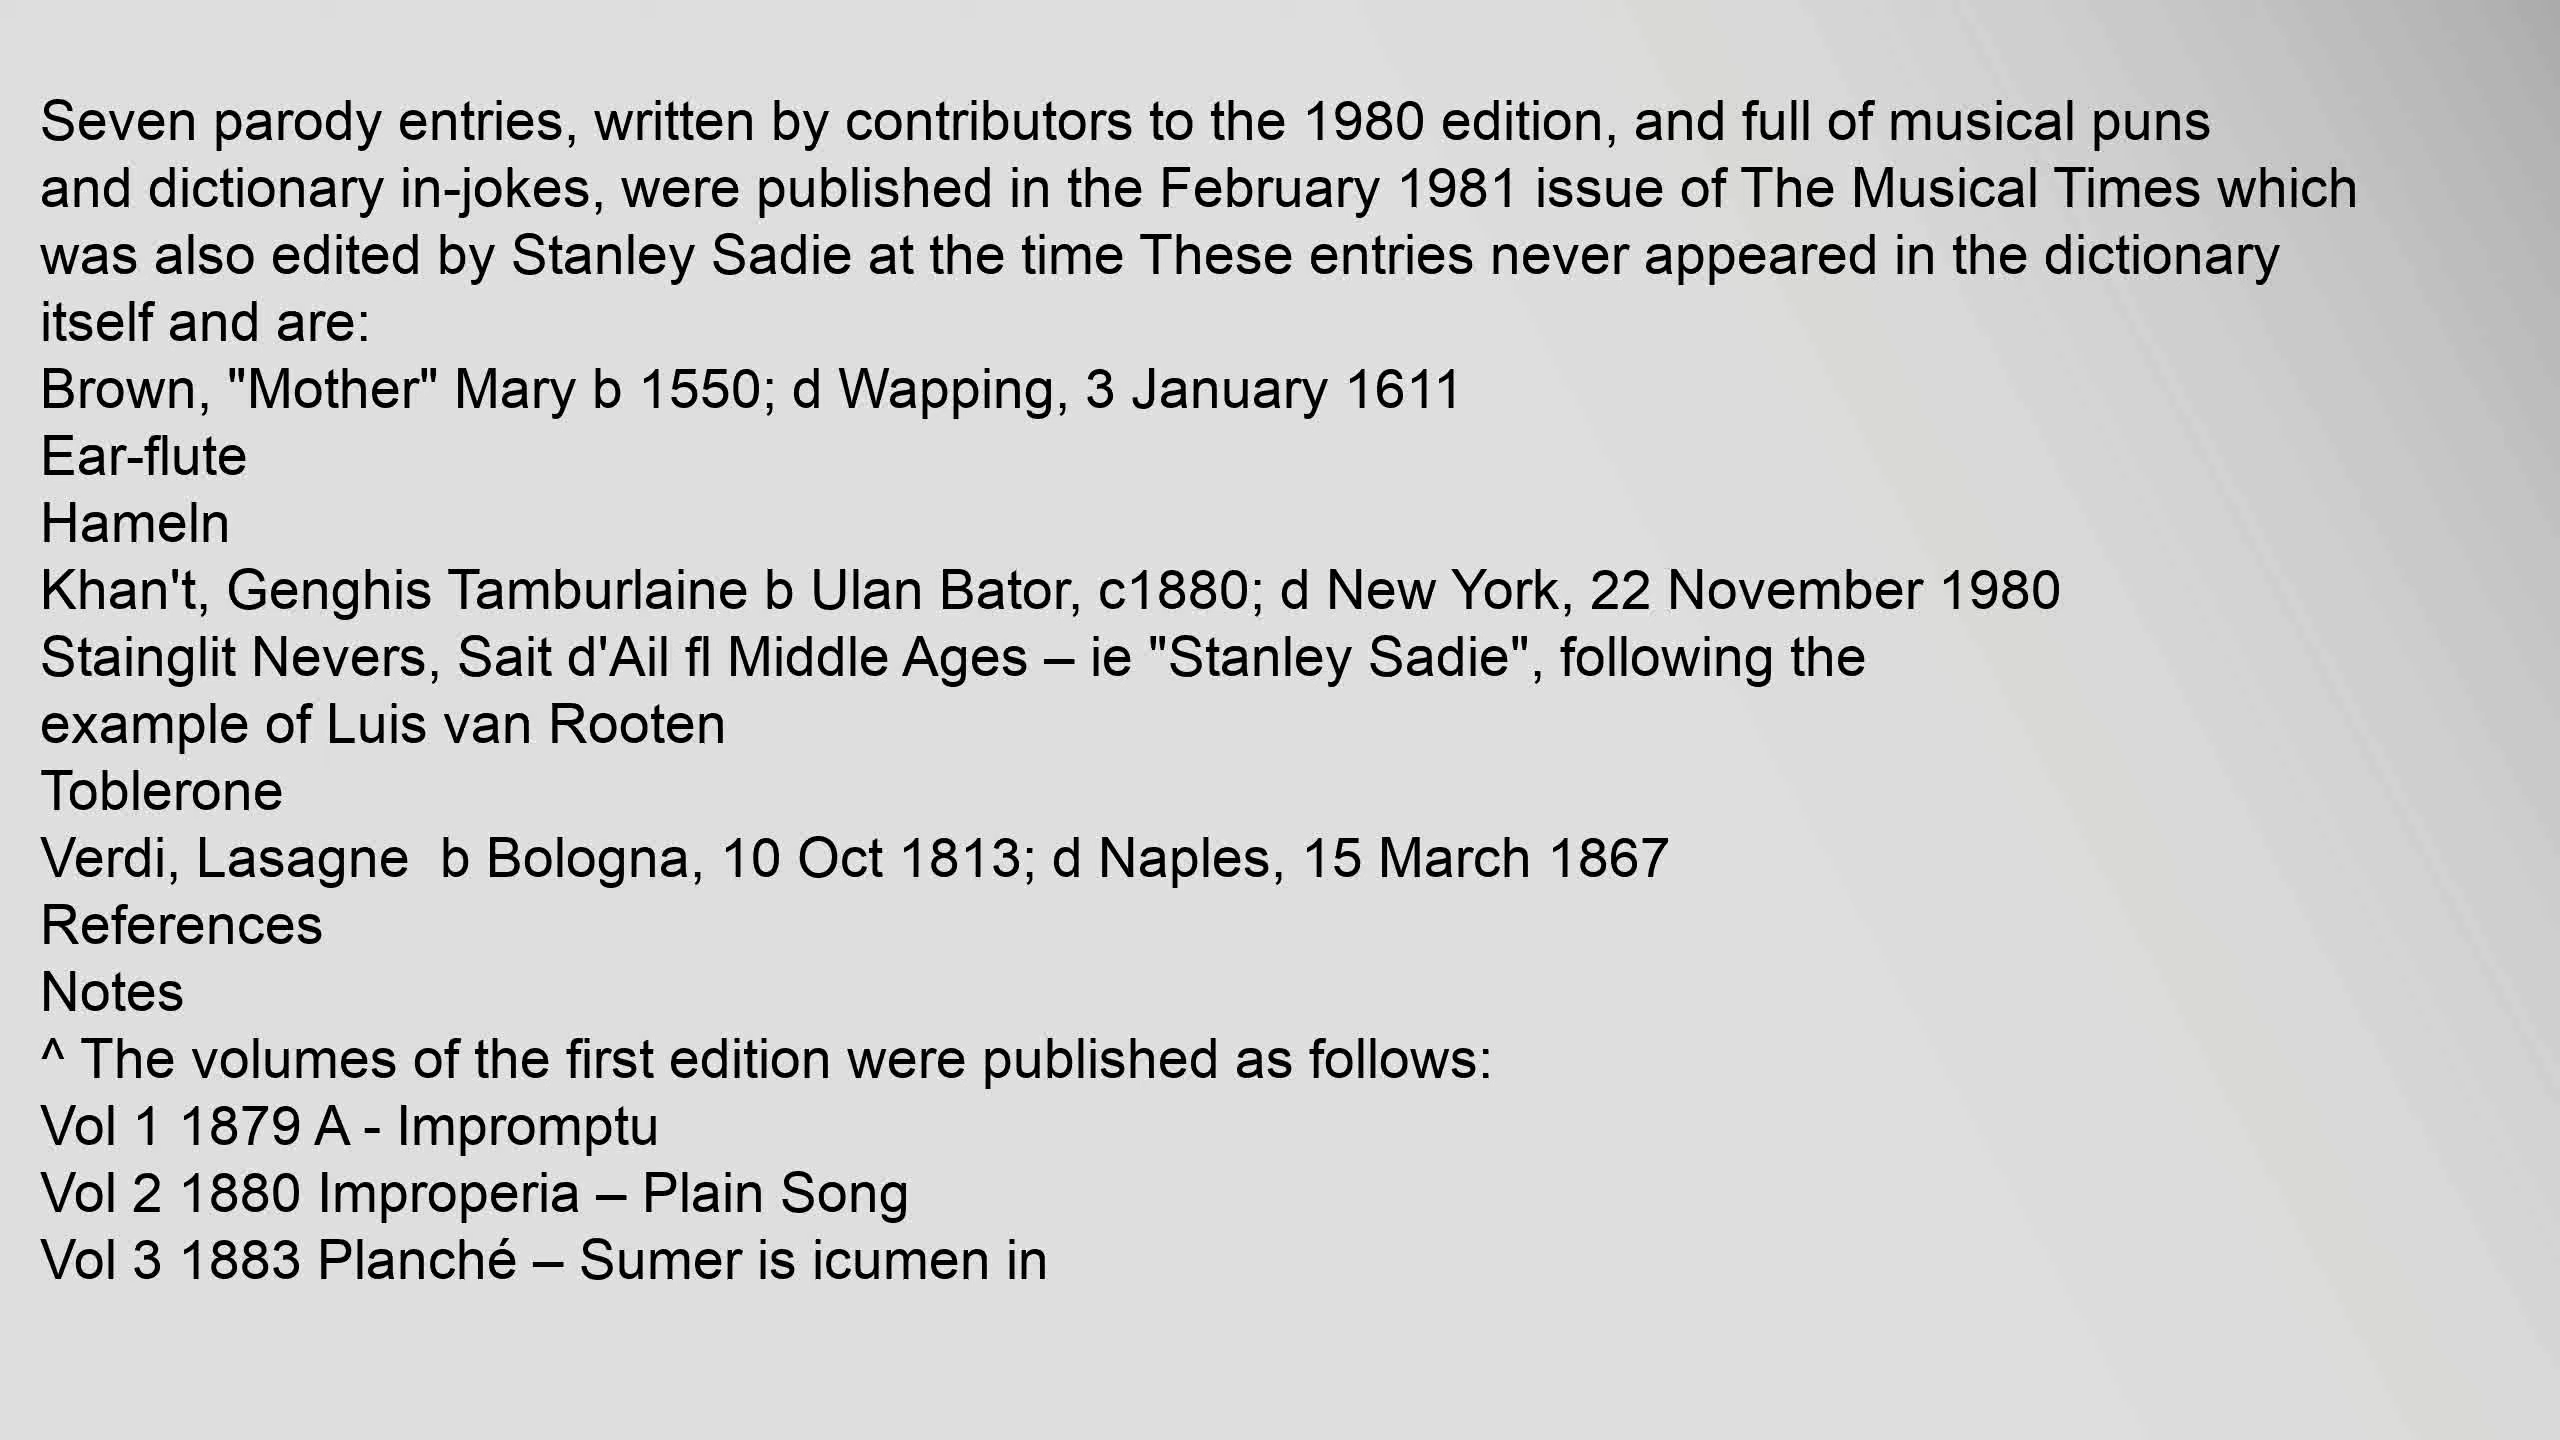 Seven parody entries, written by contributors to the 1980 edition, and full of musical puns
and dictionary in-jokes, were published in the February 1981 issue of The Musical Times which
was also edited by Stanley Sadie at the time These entries never appeared in the dictionary
itself and are:
Brown, "Mother" Mary b 1550; d Wapping, 3 January 1611
Ear-flute
Hameln
Khan't, Genghis Tamburlaine b Ulan Bator, c1880; d New York, 22 November 1980
Stainglit Nevers, Sait d'Ail fl Middle Ages – ie "Stanley Sadie", following the
example of Luis van Rooten
Toblerone
Verdi, Lasagne  b Bologna, 10 Oct 1813; d Naples, 15 March 1867
References
Notes
^ The volumes of the first edition were published as follows:
Vol 1 1879 A - Impromptu
Vol 2 1880 Improperia – Plain Song
Vol 3 1883 Planché – Sumer is icumen in